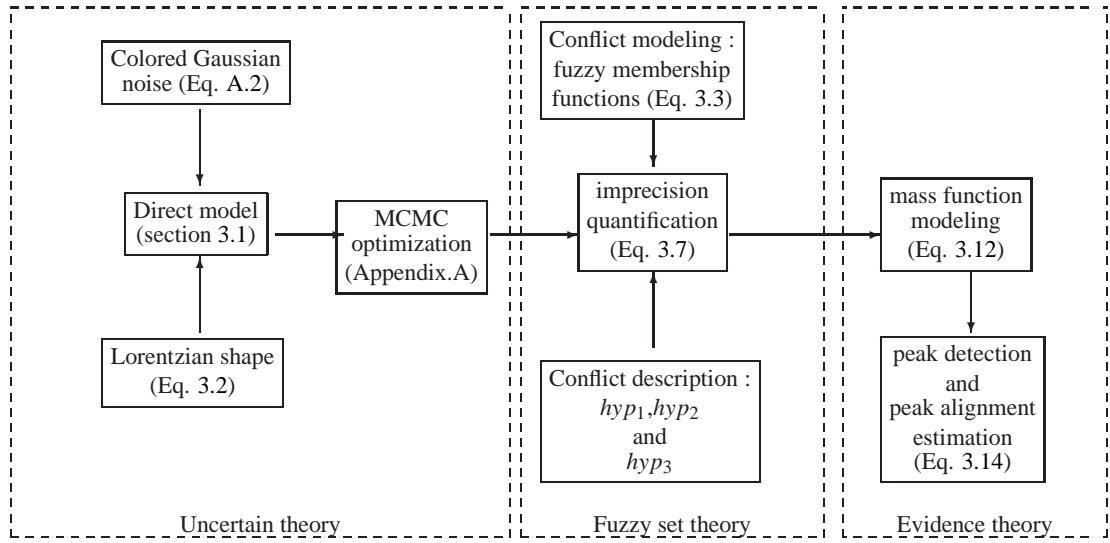 Colored Gaussian
noise (Eq. A.2)
Direct model
(section 3.1)
Lorentzian shape
(Eq. 3.2)
MCMC
optimization
(Appendix.A)
Uncertain theory
Conflict modeling :
fuzzy membership
functions (Eq. 3.3)
imprecision
quantification
(Eq. 3.7)
Conflict description :
hyp₁,hyp₂
and
hyp₃
Fuzzy set theory
mass function
modeling
(Eq. 3.12)
peak detection
and
peak alignment
estimation
(Eq. 3.14)
Evidence theory